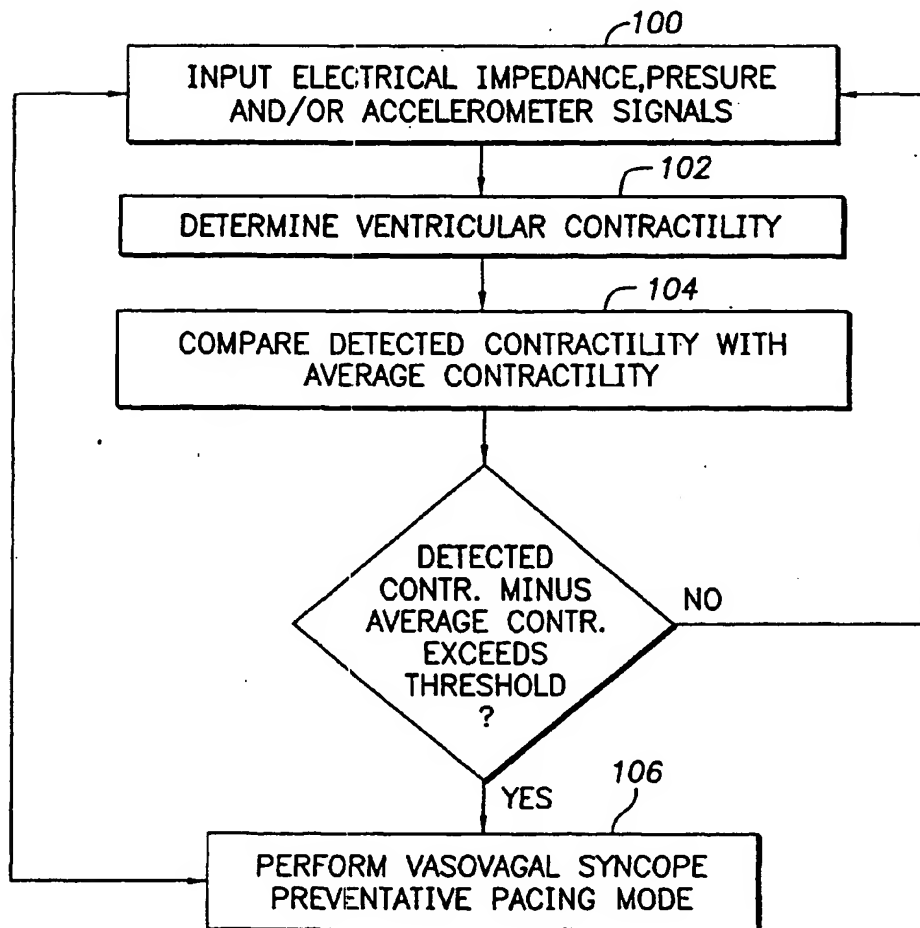 100
INPUT ELECTRICAL IMPEDANCE,PRESURE
AND/OR ACCELEROMETER SIGNALS
102
DETERMINE VENTRICULAR CONTRACTILITY
104
COMPARE DETECTED CONTRACTILITY WITH
AVERAGE CONTRACTILITY
DETECTED
CONTR. MINUS
AVERAGE CONTR.
EXCEEDS
THRESHOLD
?
NO
YES
106
PERFORM VASOVAGAL SYNCOPE
PREVENTATIVE PACING MODE